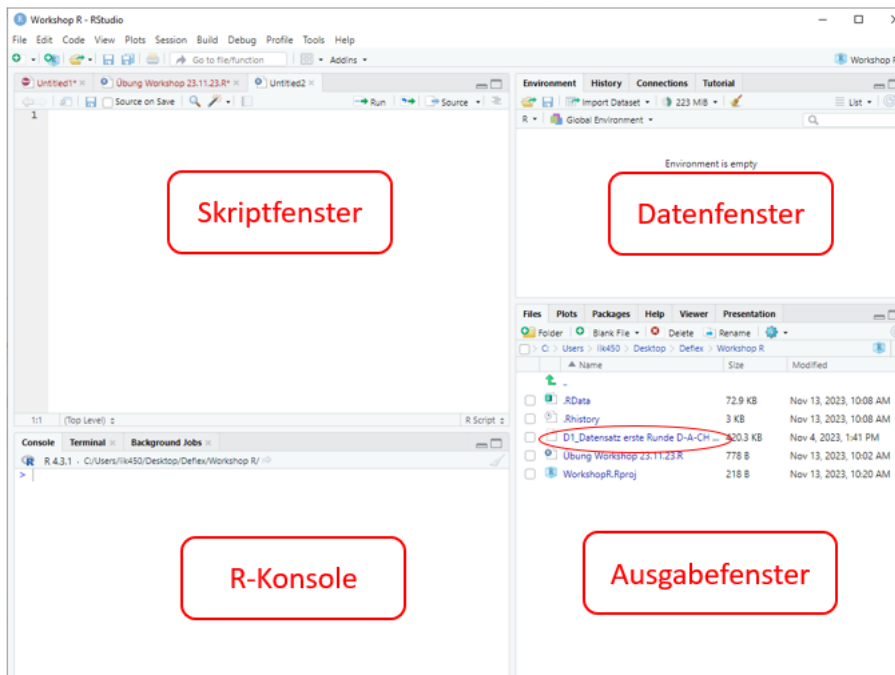 Workshop R - RStudio
File Edit Code View Plots Session Build Debug Profile Tools Help
Go to file/function Addins Workshop R
Untitled1* Übung Workshop 23.11.23.R* Untitled2
Source on Save Run Source
1
Skriptfenster
1:1 (Top Level) R Script
Console Terminal Background Jobs
R 4.3.1 · C:/Users/lik450/Desktop/Deflex/Workshop R/
>
R-Konsole
Environment History Connections Tutorial
Import Dataset 223 MiB List
R Global Environment
Environment is empty
Datenfenster
Files Plots Packages Help Viewer Presentation
Folder Blank File Delete Rename
C: > Users > lik450 > Desktop > Deflex > Workshop R
Name Size Modified
..
.RData 72.9 KB Nov 13, 2023, 10:08 AM
.Rhistory 3 KB Nov 13, 2023, 10:08 AM
D1_Datensatz erste Runde D-A-CH ... 420.3 KB Nov 4, 2023, 1:41 PM
Übung Workshop 23.11.23.R 778 B Nov 13, 2023, 10:02 AM
WorkshopR.Rproj 218 B Nov 13, 2023, 10:20 AM
Ausgabefenster